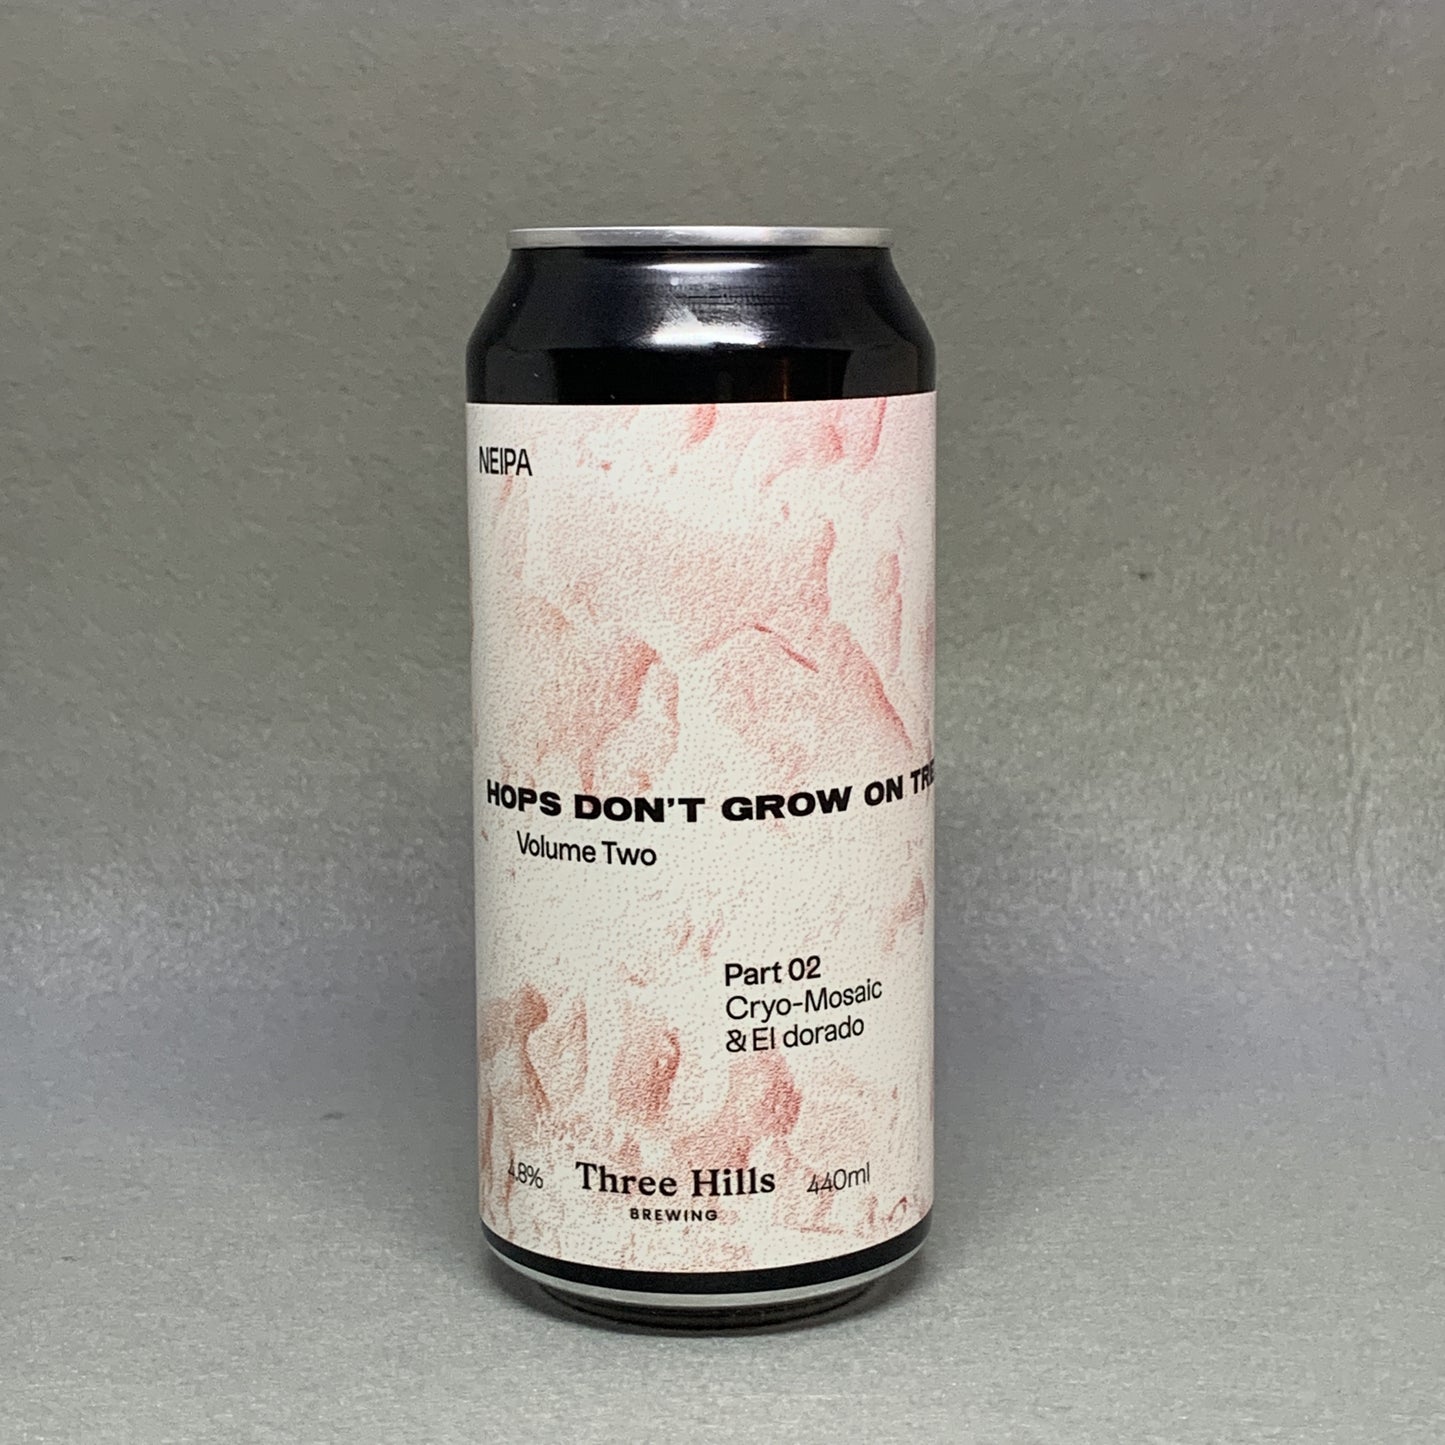 NEIPA
HOPS DON'T GROW ON TRE
Volume Two
Part 02
Cryo-Mosaic
& El dorado
4.8% Three Hills 440ml
BREWING